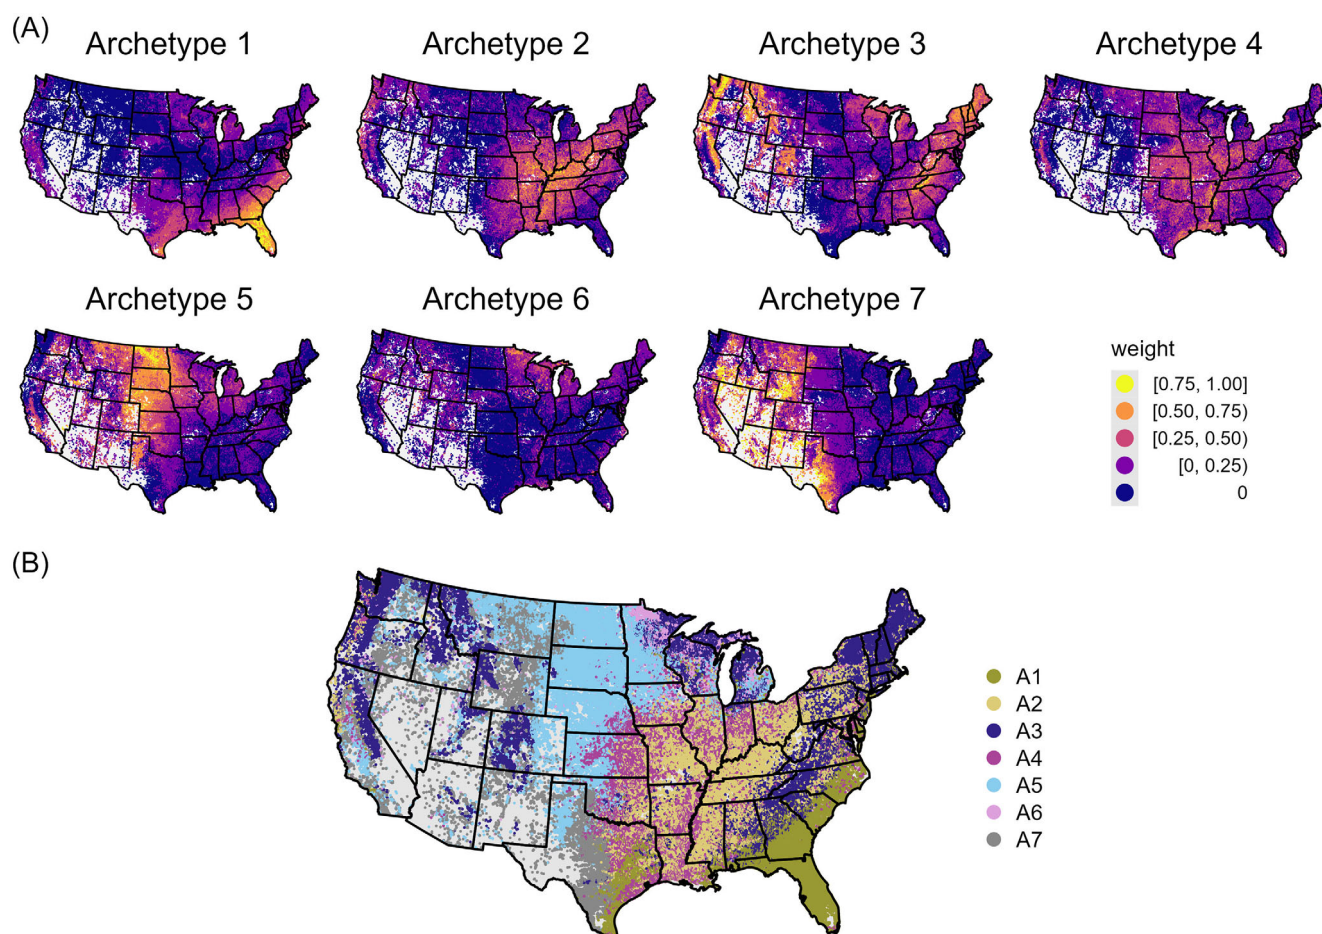 (A)
Archetype 1
Archetype 2
Archetype 3
Archetype 4
Archetype 5
Archetype 6
Archetype 7
weight
[0.75, 1.00]
[0.50, 0.75)
[0.25, 0.50)
[0, 0.25)
0
(B)
A1
A2
A3
A4
A5
A6
A7